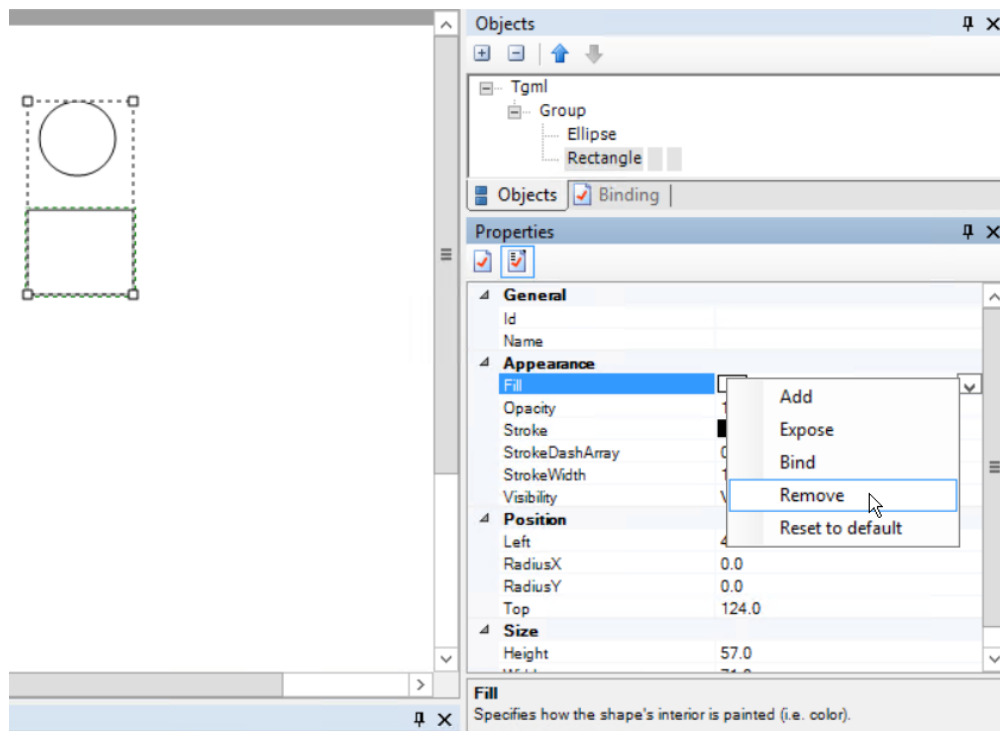 Objects
Tgml
Group
Ellipse
Rectangle
Objects Binding
Properties
General
Id
Name
Appearance
Fill
Opacity
Stroke
StrokeDashArray
StrokeWidth
Visibility
Add
Expose
Bind
Remove
Reset to default
Position
Left
RadiusX 0.0
RadiusY 0.0
Top 124.0
Size
Height 57.0
Fill
Specifies how the shape's interior is painted (i.e. color).